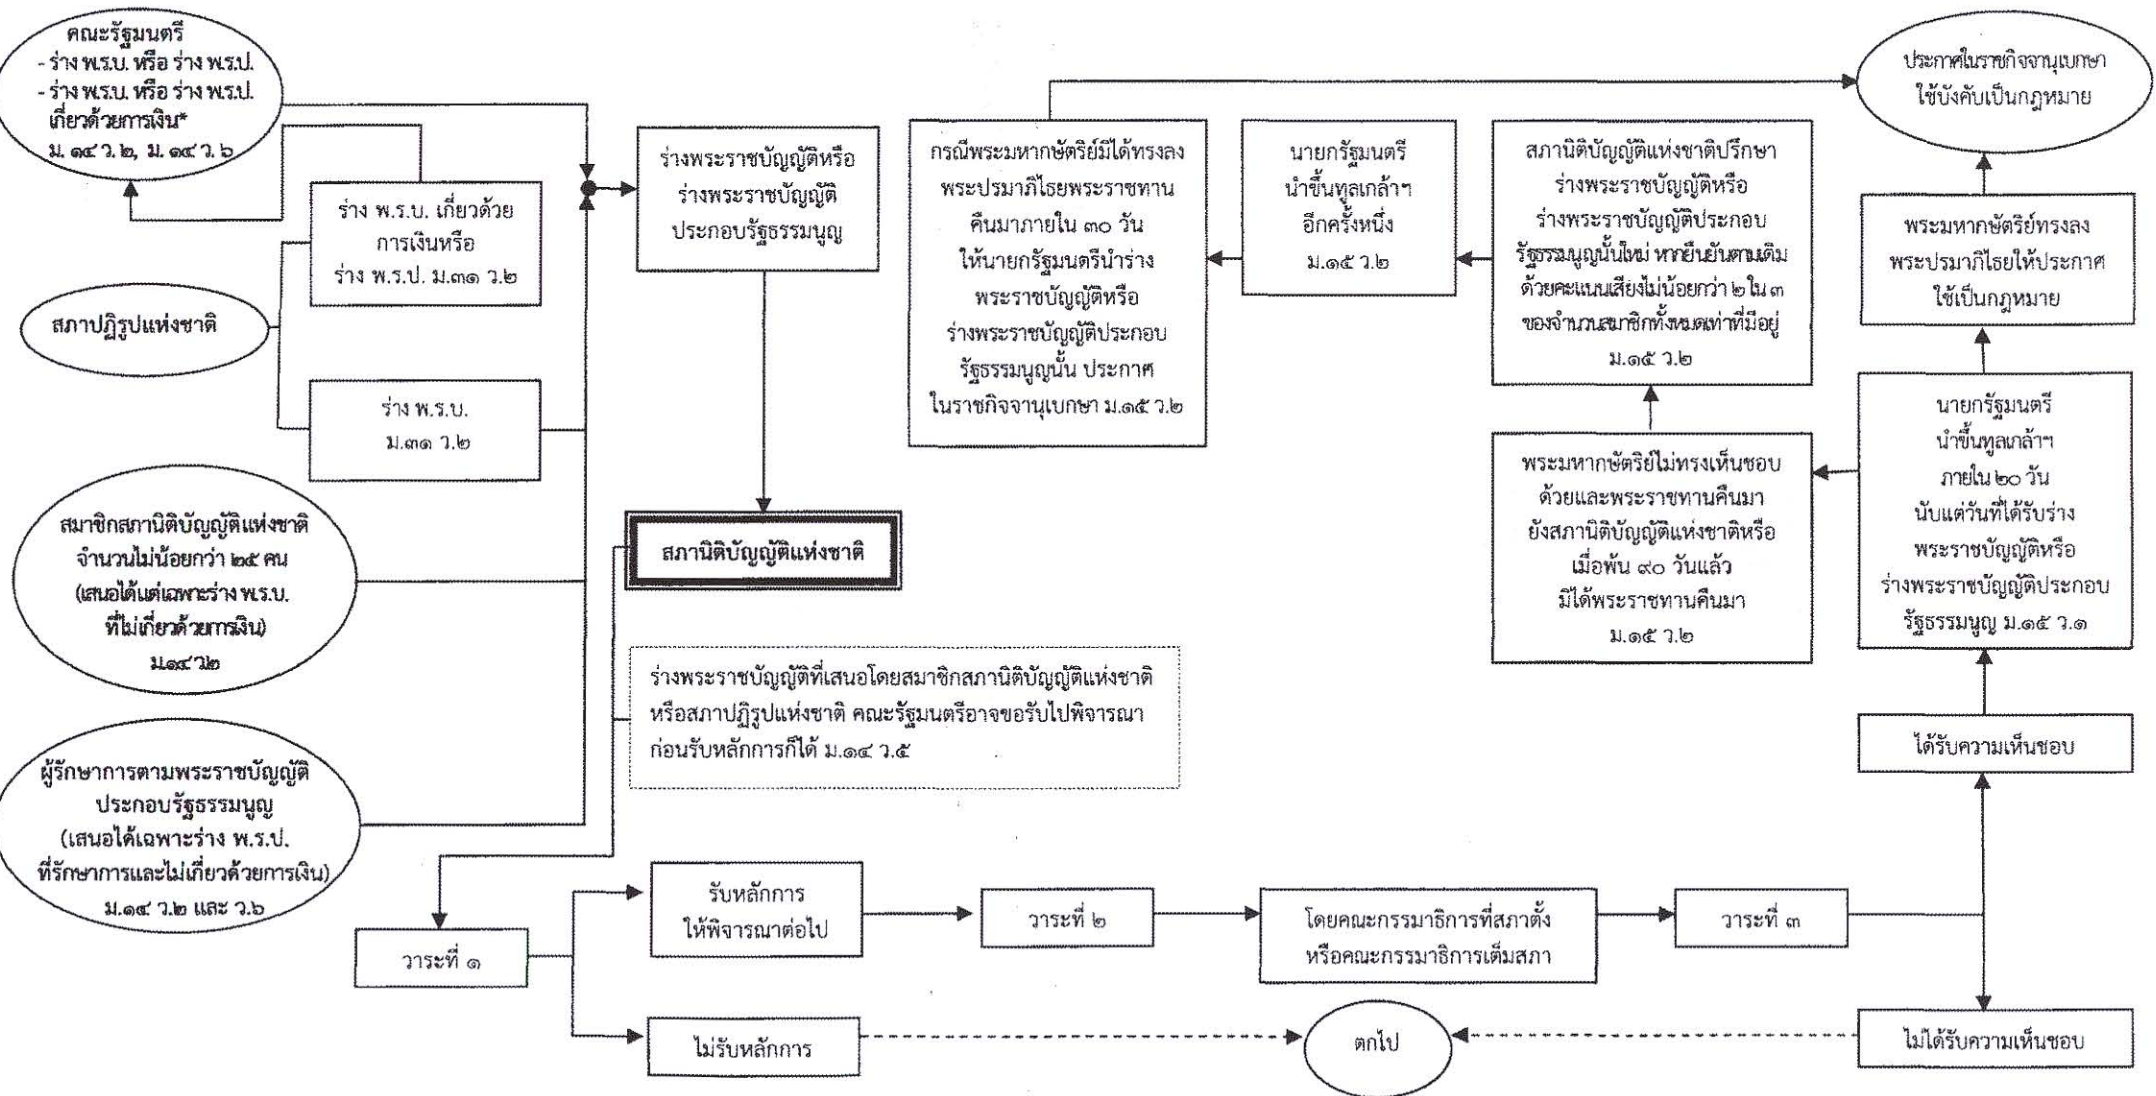 คณะรัฐมนตรี
- ร่าง พ.ร.บ. หรือ ร่าง พ.ร.ป.
- ร่าง พ.ร.บ. หรือ ร่าง พ.ร.ป.
เกี่ยวด้วยการเงิน*
ม. ๑๔ ว. ๒, ม. ๑๔ ว. ๖
ร่าง พ.ร.บ. เกี่ยวด้วย
การเงินหรือ
ร่าง พ.ร.ป. ม.๓๑ ว.๒
สภาปฏิรูปแห่งชาติ
ร่าง พ.ร.บ.
ม.๓๑ ว.๒
สมาชิกสภานิติบัญญัติแห่งชาติ
จำนวนไม่น้อยกว่า ๒๕ คน
(เสนอได้แต่เฉพาะร่าง พ.ร.บ.
ที่ไม่เกี่ยวด้วยการเงิน)
ม.๑๔ ว๒
ผู้รักษาการตามพระราชบัญญัติ
ประกอบรัฐธรรมนูญ
(เสนอได้เฉพาะร่าง พ.ร.ป.
ที่รักษาการและไม่เกี่ยวด้วยการเงิน)
ม.๑๔ ว.๒ และ ว.๖
ร่างพระราชบัญญัติหรือ
ร่างพระราชบัญญัติ
ประกอบรัฐธรรมนูญ
สภานิติบัญญัติแห่งชาติ
ร่างพระราชบัญญัติที่เสนอโดยสมาชิกสภานิติบัญญัติแห่งชาติ
หรือสภาปฏิรูปแห่งชาติ คณะรัฐมนตรีอาจขอรับไปพิจารณา
ก่อนรับหลักการก็ได้ ม.๑๔ ว.๕
วาระที่ ๑
รับหลักการ
ให้พิจารณาต่อไป
ไม่รับหลักการ
วาระที่ ๒
โดยคณะกรรมาธิการที่สภาตั้ง
หรือคณะกรรมาธิการเต็มสภา
วาระที่ ๓
ตกไป
ไม่ได้รับความเห็นชอบ
ได้รับความเห็นชอบ
นายกรัฐมนตรี
นำขึ้นทูลเกล้าฯ
ภายใน ๒๐ วัน
นับแต่วันที่ได้รับร่าง
พระราชบัญญัติหรือ
ร่างพระราชบัญญัติประกอบ
รัฐธรรมนูญ ม.๑๕ ว.๑
พระมหากษัตริย์ทรงลง
พระปรมาภิไธยให้ประกาศ
ใช้เป็นกฎหมาย
ประกาศในราชกิจจานุเบกษา
ใช้บังคับเป็นกฎหมาย
พระมหากษัตริย์ไม่ทรงเห็นชอบ
ด้วยและพระราชทานคืนมา
ยังสภานิติบัญญัติแห่งชาติหรือ
เมื่อพ้น ๙๐ วันแล้ว
มิได้พระราชทานคืนมา
ม.๑๕ ว.๒
สภานิติบัญญัติแห่งชาติปรึกษา
ร่างพระราชบัญญัติหรือ
ร่างพระราชบัญญัติประกอบ
รัฐธรรมนูญนั้นใหม่ หากยืนยันตามเดิม
ด้วยคะแนนเสียงไม่น้อยกว่า ๒ ใน ๓
ของจำนวนสมาชิกทั้งหมดเท่าที่มีอยู่
ม.๑๕ ว.๒
นายกรัฐมนตรี
นำขึ้นทูลเกล้าฯ
อีกครั้งหนึ่ง
ม.๑๕ ว.๒
กรณีพระมหากษัตริย์มิได้ทรงลง
พระปรมาภิไธยพระราชทาน
คืนมาภายใน ๓๐ วัน
ให้นายกรัฐมนตรีนำร่าง
พระราชบัญญัติหรือ
ร่างพระราชบัญญัติประกอบ
รัฐธรรมนูญนั้น ประกาศ
ในราชกิจจานุเบกษา ม.๑๕ ว.๒